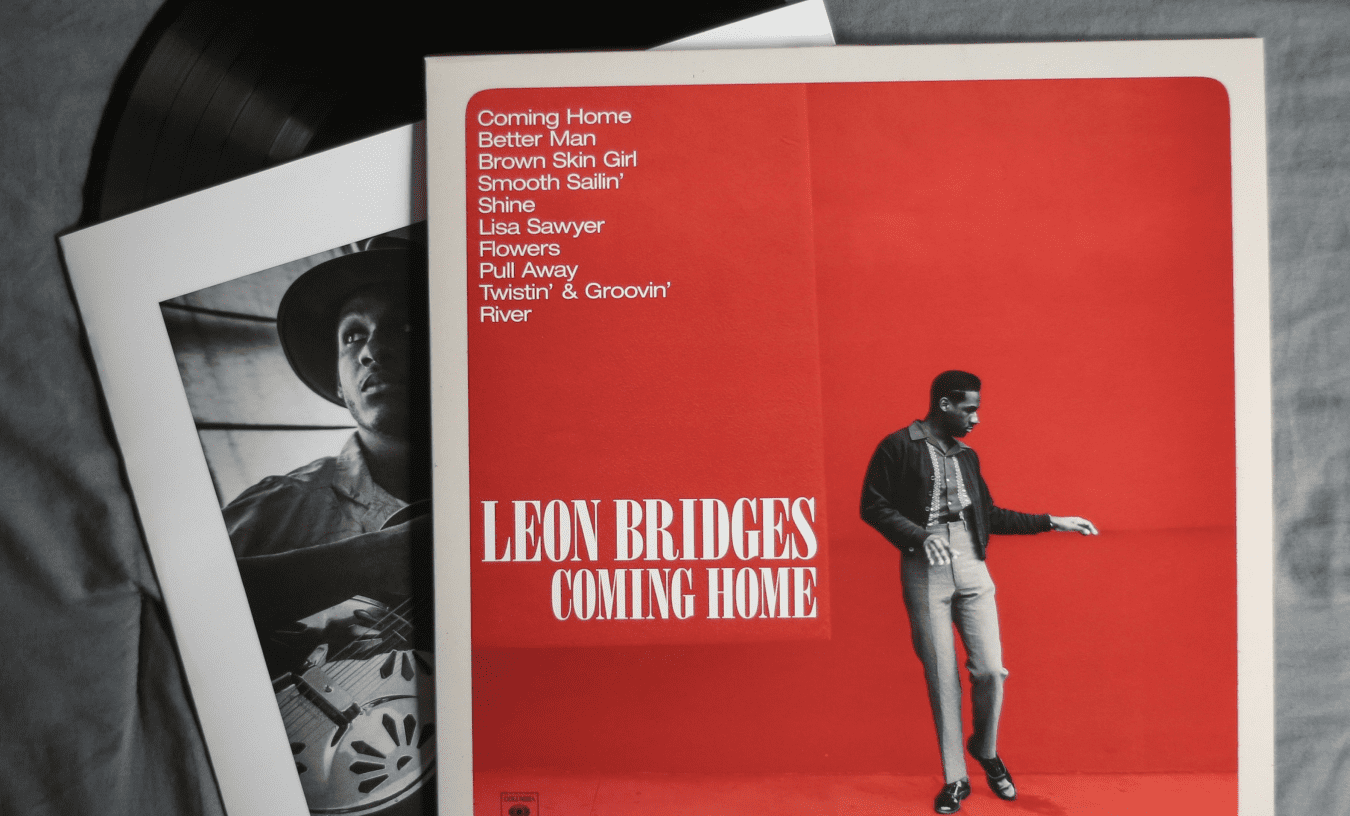 Coming Home
Better Man
Brown Skin Girl
Smooth Sailin'
Shine
Lisa Sawyer
Flowers
Pull Away
Twistin' & Groovin'
River
LEON BRIDGES
COMING HOME
COLUMBIA